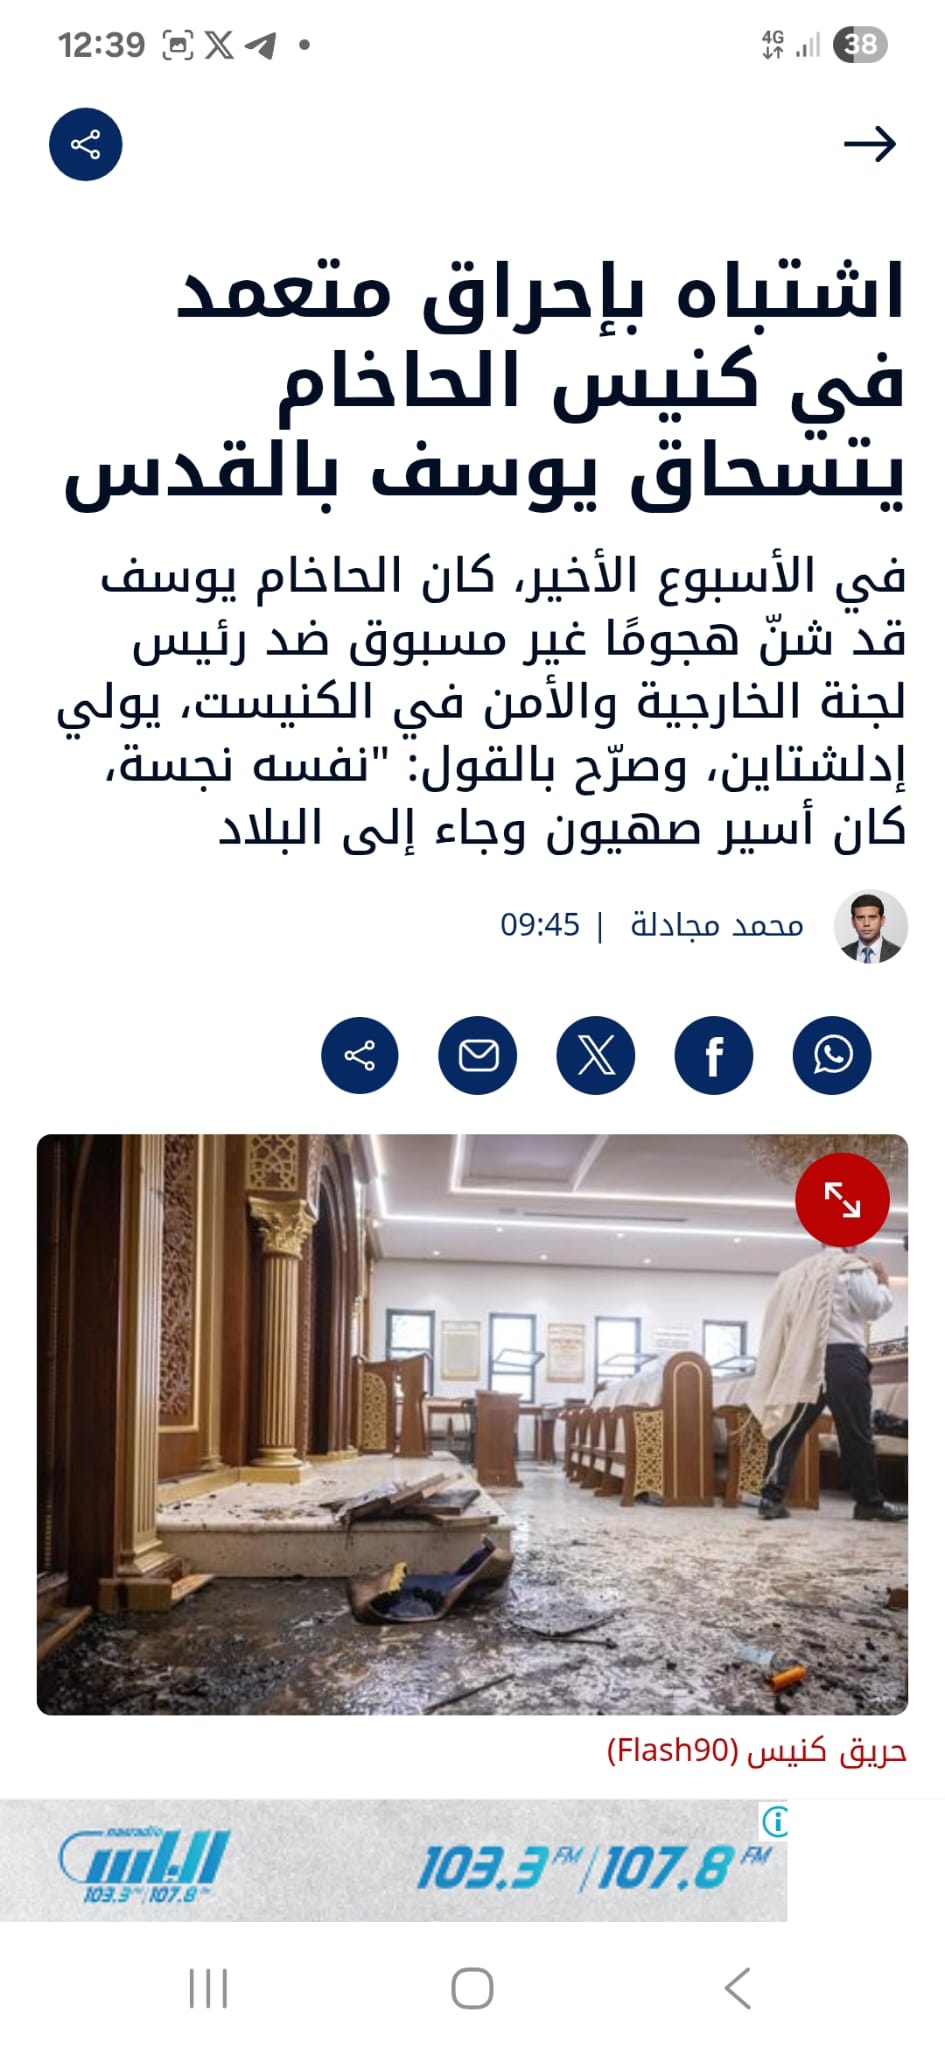 12:39
4G
38
اشتباه بإحراق متعمد
في كنيس الحاخام
يتسحاق يوسف بالقدس
في الأسبوع الأخير، كان الحاخام يوسف
قد شنّ هجومًا غير مسبوق ضد رئيس
لجنة الخارجية والأمن في الكنيست، يولي
إدلشتاين، وصرّح بالقول: "نفسه نجسة،
كان أسير صهيون وجاء إلى البلاد
محمد مجادلة | 09:45
حريق كنيس (Flash90)
nasradio
الناس
103.3 FM | 107.8 FM
103.3 FM | 107.8 FM